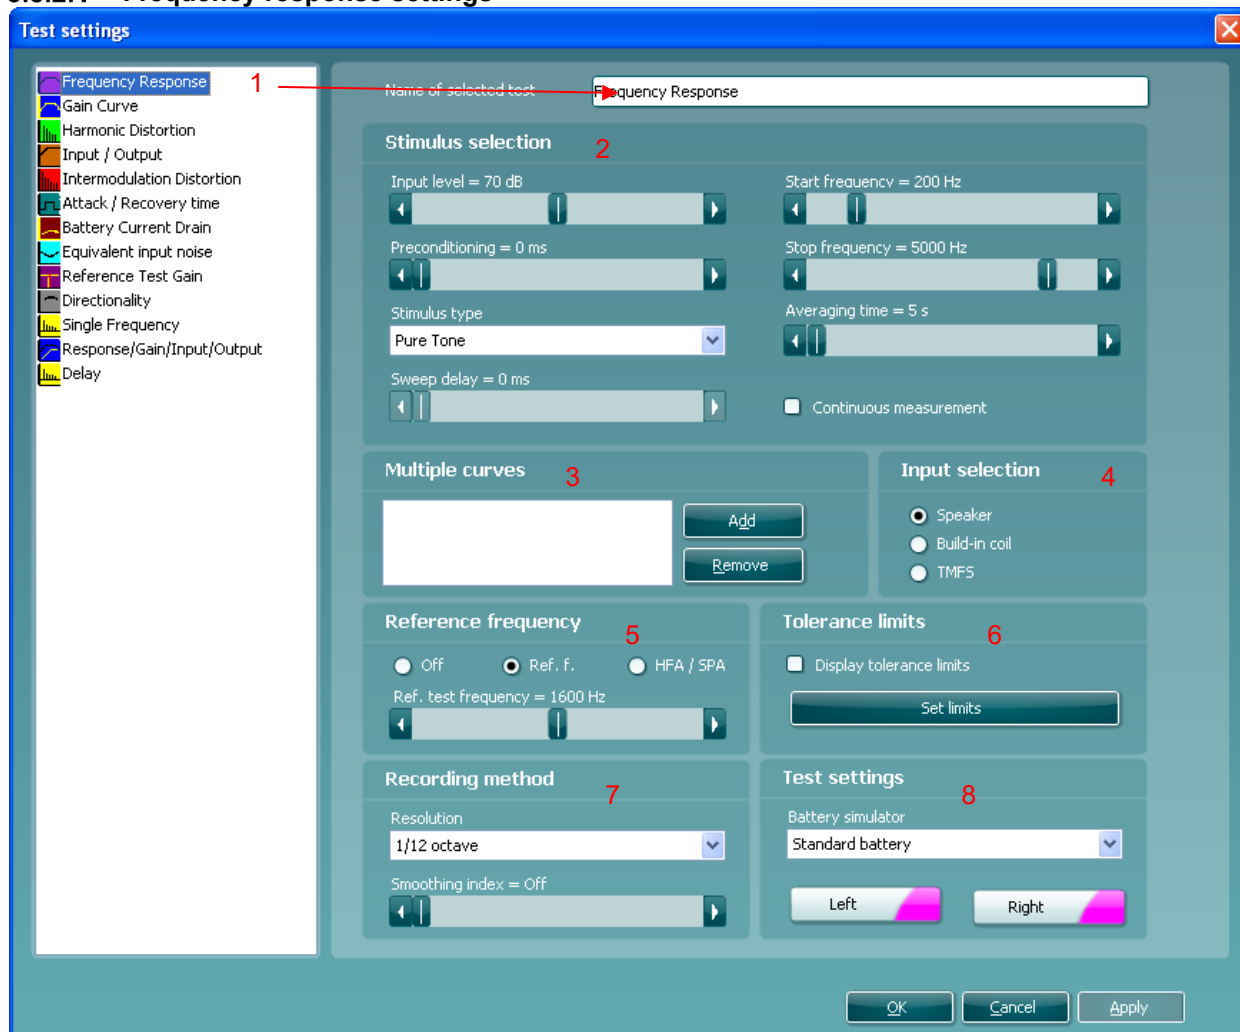 Frequency response settings
Test settings
Frequency Response
Gain Curve
Harmonic Distortion
Input / Output
Intermodulation Distortion
Attack / Recovery time
Battery Current Drain
Equivalent input noise
Reference Test Gain
Directionality
Single Frequency
Response/Gain/Input/Output
Delay
1
Name of selected test
Frequency Response
Stimulus selection
2
Input level = 70 dB
Start frequency = 200 Hz
Preconditioning = 0 ms
Stop frequency = 5000 Hz
Stimulus type
Pure Tone
Averaging time = 5 s
Sweep delay = 0 ms
Continuous measurement
Multiple curves
3
Add
Remove
Input selection
4
Speaker
Build-in coil
TMFS
Reference frequency
5
Off
Ref. f.
HFA / SPA
Ref. test frequency = 1600 Hz
Tolerance limits
6
Display tolerance limits
Set limits
Recording method
7
Resolution
1/12 octave
Smoothing index = Off
Test settings
8
Battery simulator
Standard battery
Left
Right
OK
Cancel
Apply